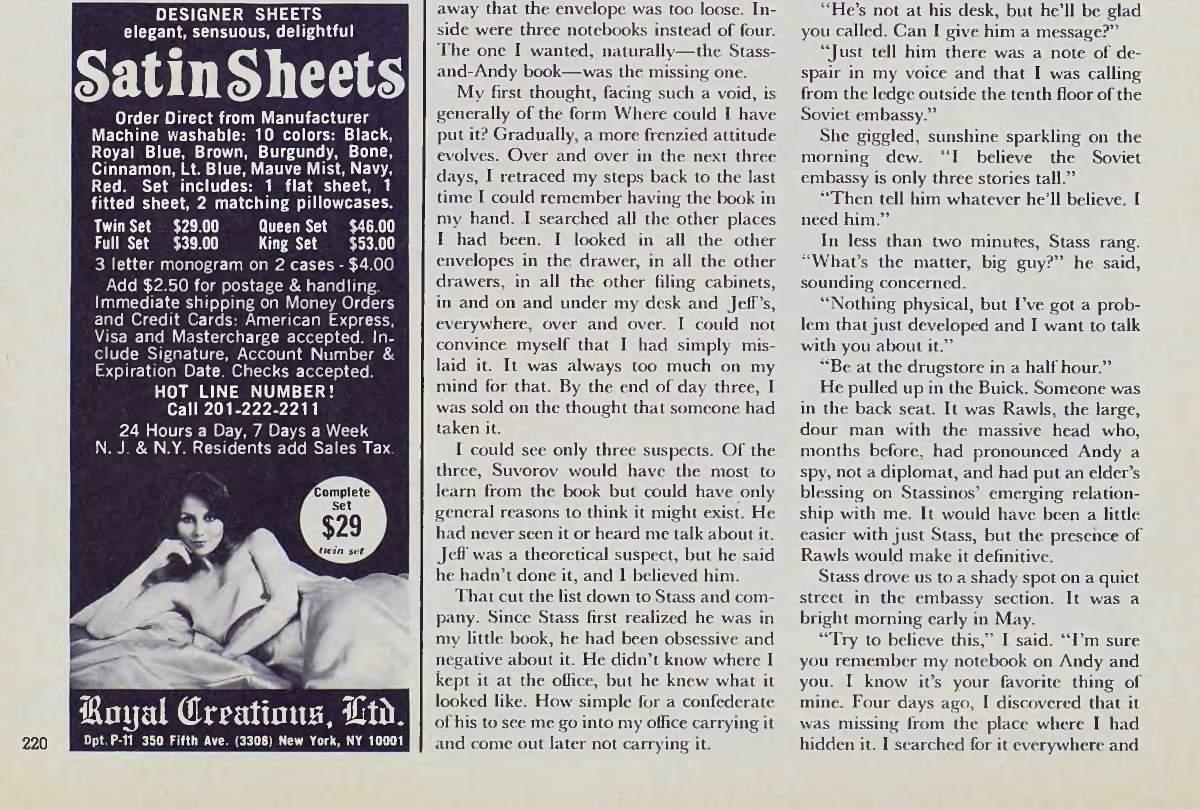 DESIGNER SHEETS
elegant, sensuous, delightful
Satin Sheets
Order Direct from Manufacturer
Machine washable: 10 colors: Black,
Royal Blue, Brown, Burgundy, Bone,
Cinnamon, Lt. Blue, Mauve Mist, Navy,
Red. Set includes: 1 flat sheet, 1
fitted sheet, 2 matching pillowcases.
Twin Set $29.00 Queen Set $46.00
Full Set $39.00 King Set $53.00
3 letter monogram on 2 cases - $4.00
Add $2.50 for postage & handling.
Immediate shipping on Money Orders
and Credit Cards: American Express,
Visa and Mastercharge accepted. In-
clude Signature, Account Number &
Expiration Date. Checks accepted.
HOT LINE NUMBER!
Call 201-222-2211
24 Hours a Day, 7 Days a Week
N. J. & N.Y. Residents add Sales Tax.
Complete
Set
$29
twin set
Royal Creations, Ltd.
Dpt. P-11 350 Fifth Ave. (3308) New York, NY 10001
220
away that the envelope was too loose. In-
side were three notebooks instead of four.
The one I wanted, naturally—the Stass-
and-Andy book—was the missing one.
My first thought, facing such a void, is
generally of the form Where could I have
put it? Gradually, a more frenzied attitude
evolves. Over and over in the next three
days, I retraced my steps back to the last
time I could remember having the book in
my hand. I searched all the other places
I had been. I looked in all the other
envelopes in the drawer, in all the other
drawers, in all the other filing cabinets,
in and on and under my desk and Jeff's,
everywhere, over and over. I could not
convince myself that I had simply mis-
laid it. It was always too much on my
mind for that. By the end of day three, I
was sold on the thought that someone had
taken it.
I could see only three suspects. Of the
three, Suvorov would have the most to
learn from the book but could have only
general reasons to think it might exist. He
had never seen it or heard me talk about it.
Jeff was a theoretical suspect, but he said
he hadn't done it, and I believed him.
That cut the list down to Stass and com-
pany. Since Stass first realized he was in
my little book, he had been obsessive and
negative about it. He didn't know where I
kept it at the office, but he knew what it
looked like. How simple for a confederate
of his to see me go into my office carrying it
and come out later not carrying it.
"He's not at his desk, but he'll be glad
you called. Can I give him a message?"
"Just tell him there was a note of de-
spair in my voice and that I was calling
from the ledge outside the tenth floor of the
Soviet embassy."
She giggled, sunshine sparkling on the
morning dew. "I believe the Soviet
embassy is only three stories tall."
"Then tell him whatever he'll believe. I
need him."
In less than two minutes, Stass rang.
"What's the matter, big guy?" he said,
sounding concerned.
"Nothing physical, but I've got a prob-
lem that just developed and I want to talk
with you about it."
"Be at the drugstore in a half hour."
He pulled up in the Buick. Someone was
in the back seat. It was Rawls, the large,
dour man with the massive head who,
months before, had pronounced Andy a
spy, not a diplomat, and had put an elder's
blessing on Stassinos' emerging relation-
ship with me. It would have been a little
easier with just Stass, but the presence of
Rawls would make it definitive.
Stass drove us to a shady spot on a quiet
street in the embassy section. It was a
bright morning early in May.
"Try to believe this," I said. "I'm sure
you remember my notebook on Andy and
you. I know it's your favorite thing of
mine. Four days ago, I discovered that it
was missing from the place where I had
hidden it. I searched for it everywhere and